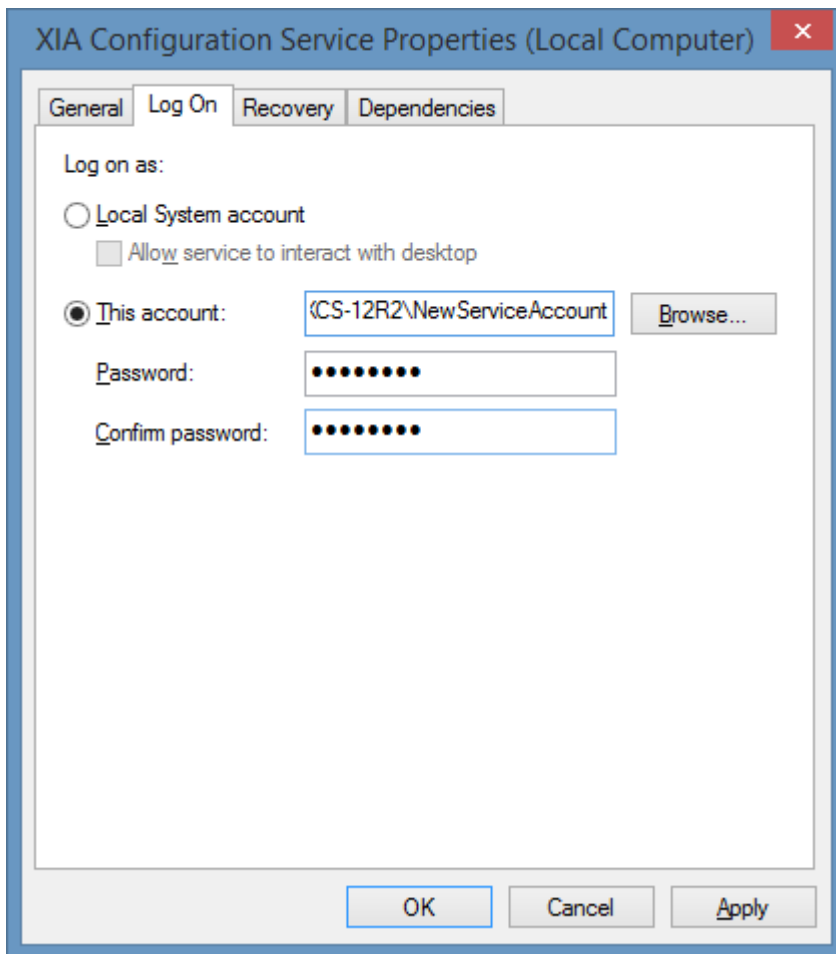 XIA Configuration Service Properties (Local Computer)
General Log On Recovery Dependencies
Log on as:
Local System account
Allow service to interact with desktop
This account: CS-12R2\NewServiceAccount Browse...
Password: ●●●●●●●●
Confirm password: ●●●●●●●●
OK Cancel Apply